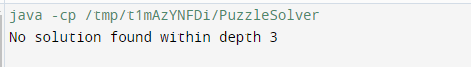 java -cp /tmp/t1mAzYNFDi/PuzzleSolver
No solution found within depth 3